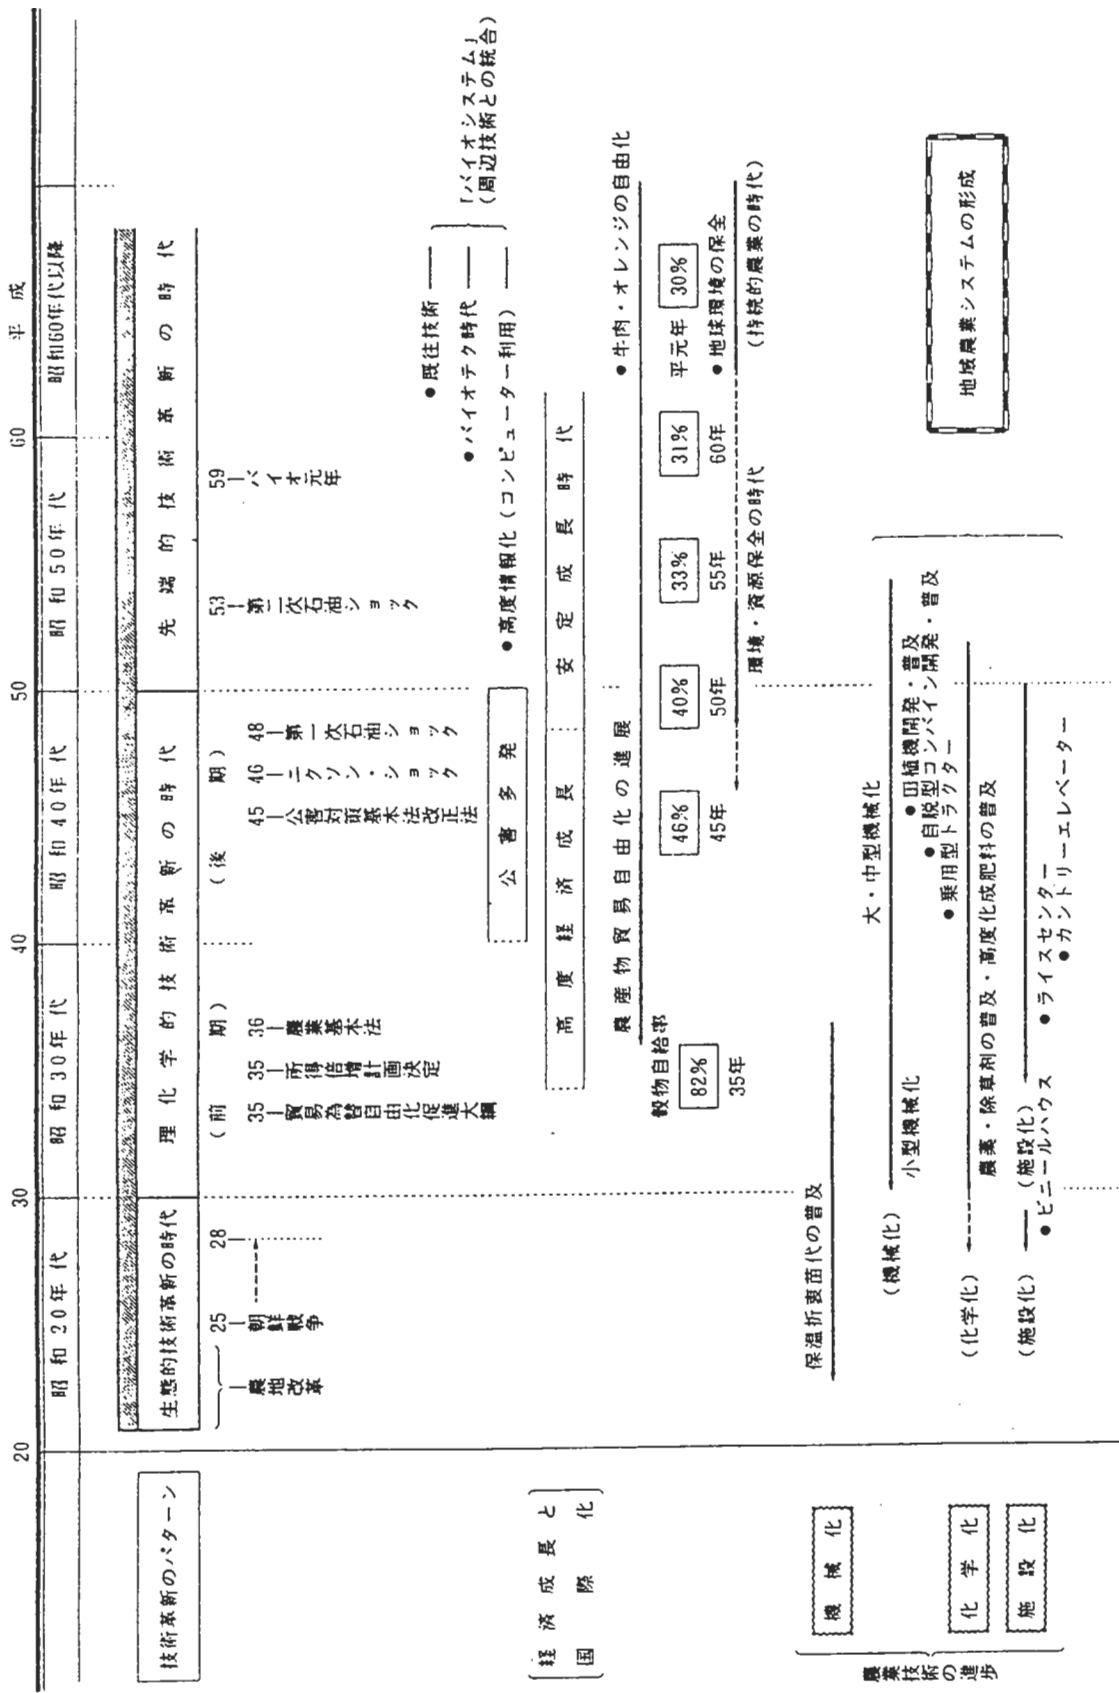 20
30
40
50
60
平成
昭和20年代
昭和30年代
昭和40年代
昭和50年代
昭和60年代以降
技術革新のパターン
生態的技術革新の時代
理化学的技術革新の時代
先端的技術革新の時代
(前期)
(後期)
農地改革
25 朝鮮戦争
28
35 貿易為替自由化促進大綱
35 所得倍増計画決定
36 農業基本法
45 公害対策基本法改正法
46 ニクソン・ショック
48 第一次石油ショック
53 第二次石油ショック
59 バイオ元年
●既往技術
●バイオテク時代
●高度情報化(コンピューター利用)
「バイオシステム」
(周辺技術との統合)
公害多発
経済成長と
国際化
高度経済成長
安定成長時代
農産物貿易自由化の進展
●牛肉・オレンジの自由化
穀物自給率
82%
35年
46%
45年
40%
50年
33%
55年
31%
60年
平元年
30%
●地球環境の保全
環境・資源保全の時代
(持続的農業の時代)
農業技術の進歩
機械化
化学化
施設化
保温折衷苗代の普及
(機械化)
小型機械化
大・中型機械化
●田植機開発・普及
●自脱型コンバイン開発・普及
●乗用型トラクター
(化学化)
農薬・除草剤の普及・高度化成肥料の普及
(施設化)
(施設化)
●ビニールハウス
●ライスセンター
●カントリーエレベーター
地域農業システムの形成